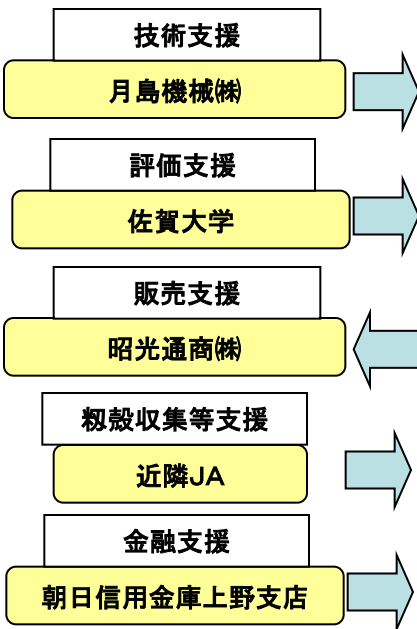 技術支援
月島機械㈱
評価支援
佐賀大学
販売支援
昭光通商㈱
籾殻収集等支援
近隣JA
金融支援
朝日信用金庫上野支店